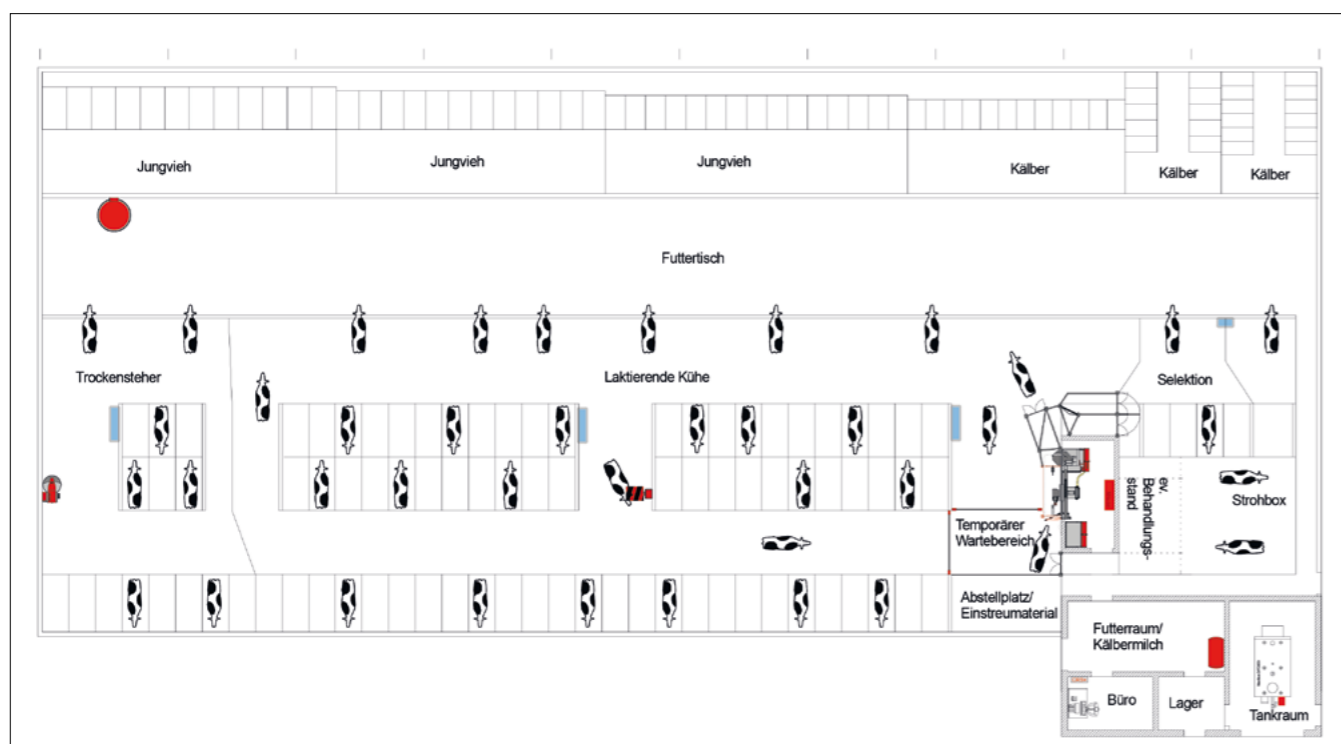 Jungvieh
Jungvieh
Jungvieh
Kälber
Kälber
Kälber
Futtertisch
Trockensteher
Laktierende Kühe
Selektion
ev.
Behandlungs-
stand
Strohbox
Temporärer
Wartebereich
Abstellplatz/
Einstreumaterial
Futterraum/
Kälbermilch
Büro
Lager
Tankraum